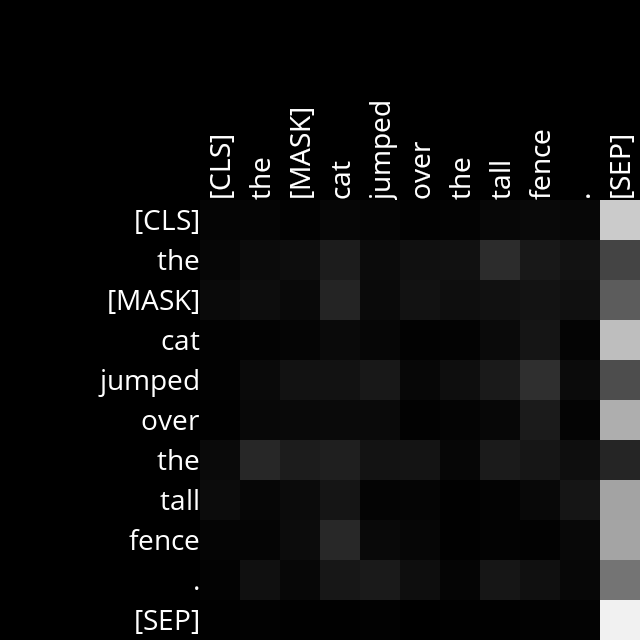 [CLS]
the
[MASK]
cat
jumped
over
the
tall
fence
.
[SEP]
[CLS]
the
[MASK]
cat
jumped
over
the
tall
fence
.
[SEP]